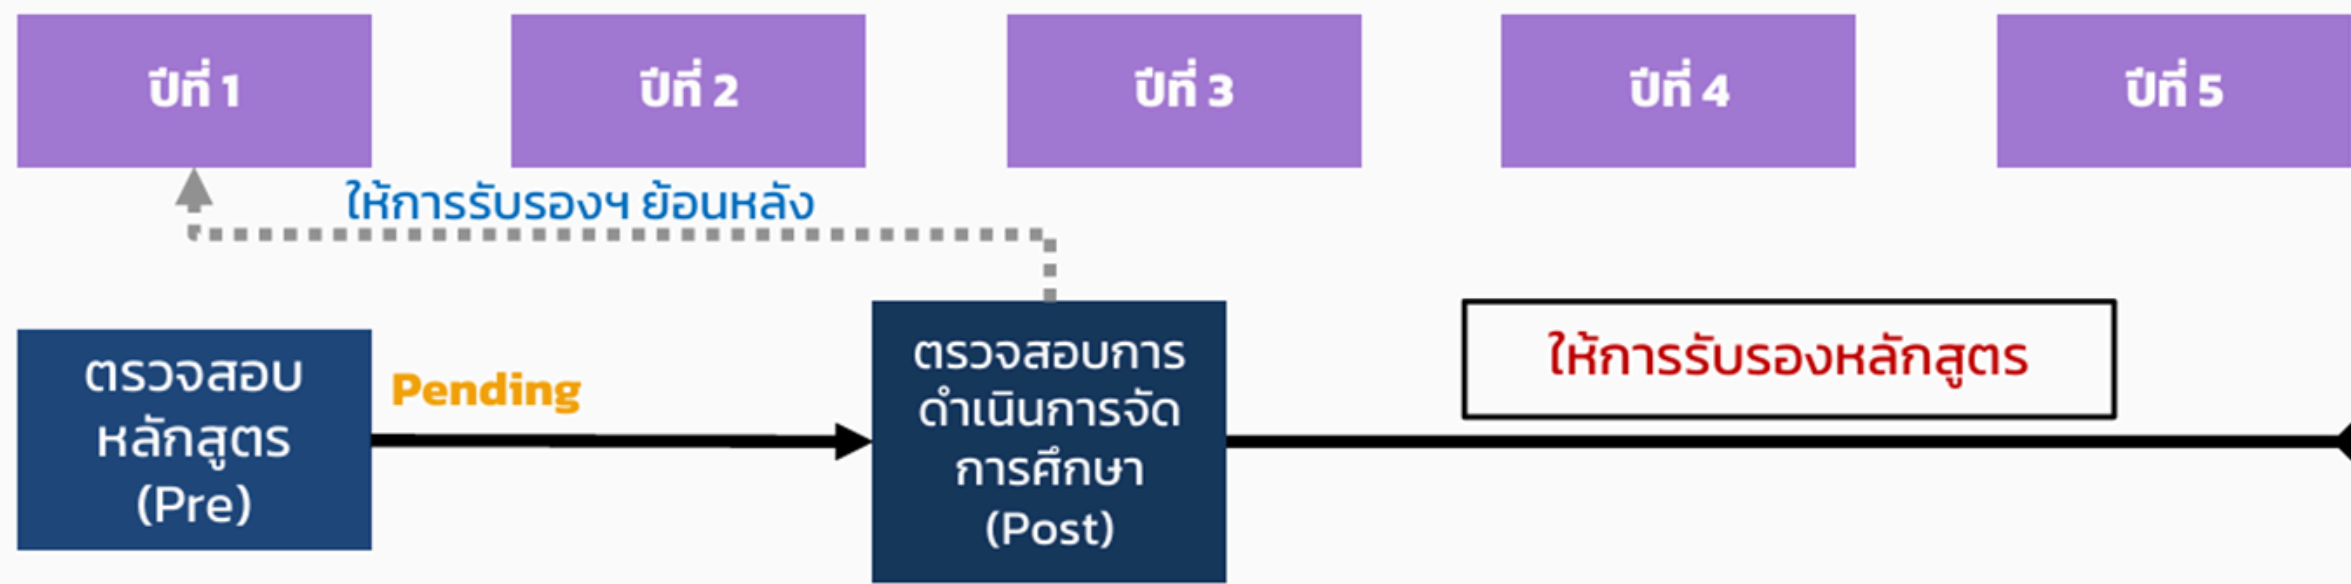 ปีที่ 1
ปีที่ 2
ปีที่ 3
ปีที่ 4
ปีที่ 5
ให้การรับรองฯ ย้อนหลัง
ตรวจสอบ
หลักสูตร
(Pre)
Pending
ตรวจสอบการ
ดำเนินการจัด
การศึกษา
(Post)
ให้การรับรองหลักสูตร